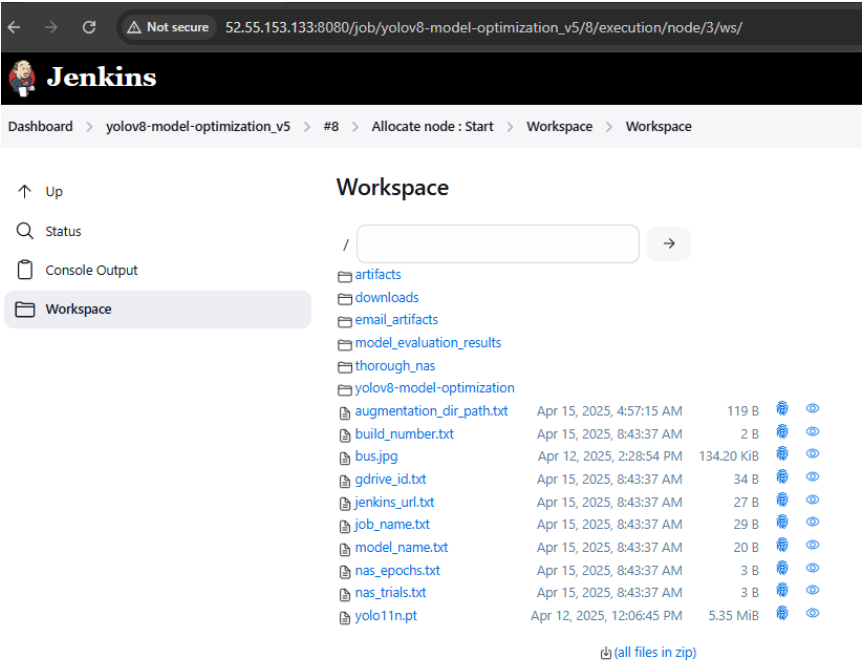 Not secure 52.55.153.133:8080/job/yolov8-model-optimization_v5/8/execution/node/3/ws/
Jenkins
Dashboard > yolov8-model-optimization_v5 > #8 > Allocate node : Start > Workspace > Workspace
Up
Status
Console Output
Workspace
Workspace
/
artifacts
downloads
email_artifacts
model_evaluation_results
thorough_nas
yolov8-model-optimization
augmentation_dir_path.txt Apr 15, 2025, 4:57:15 AM 119 B
build_number.txt Apr 15, 2025, 8:43:37 AM 2 B
bus.jpg Apr 12, 2025, 2:28:54 PM 134.20 KiB
gdrive_id.txt Apr 15, 2025, 8:43:37 AM 34 B
jenkins_url.txt Apr 15, 2025, 8:43:37 AM 27 B
job_name.txt Apr 15, 2025, 8:43:37 AM 29 B
model_name.txt Apr 15, 2025, 8:43:37 AM 20 B
nas_epochs.txt Apr 15, 2025, 8:43:37 AM 3 B
nas_trials.txt Apr 15, 2025, 8:43:37 AM 3 B
yolo11n.pt Apr 12, 2025, 12:06:45 PM 5.35 MiB
(all files in zip)